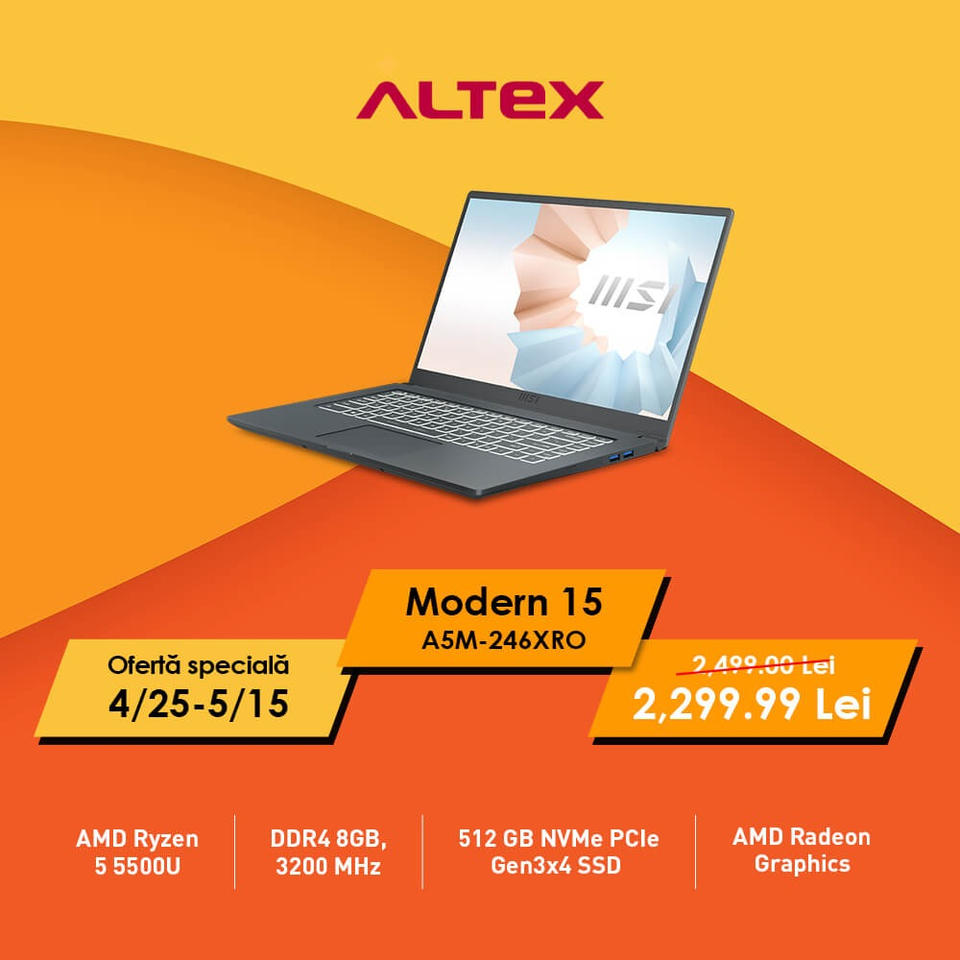 ALTEX
msi
msi
Modern 15
A5M-246XRO
Ofertă specială
4/25-5/15
2,499.00 Lei
2,299.99 Lei
AMD Ryzen
5 5500U
DDR4 8GB,
3200 MHz
512 GB NVMe PCIe
Gen3x4 SSD
AMD Radeon
Graphics